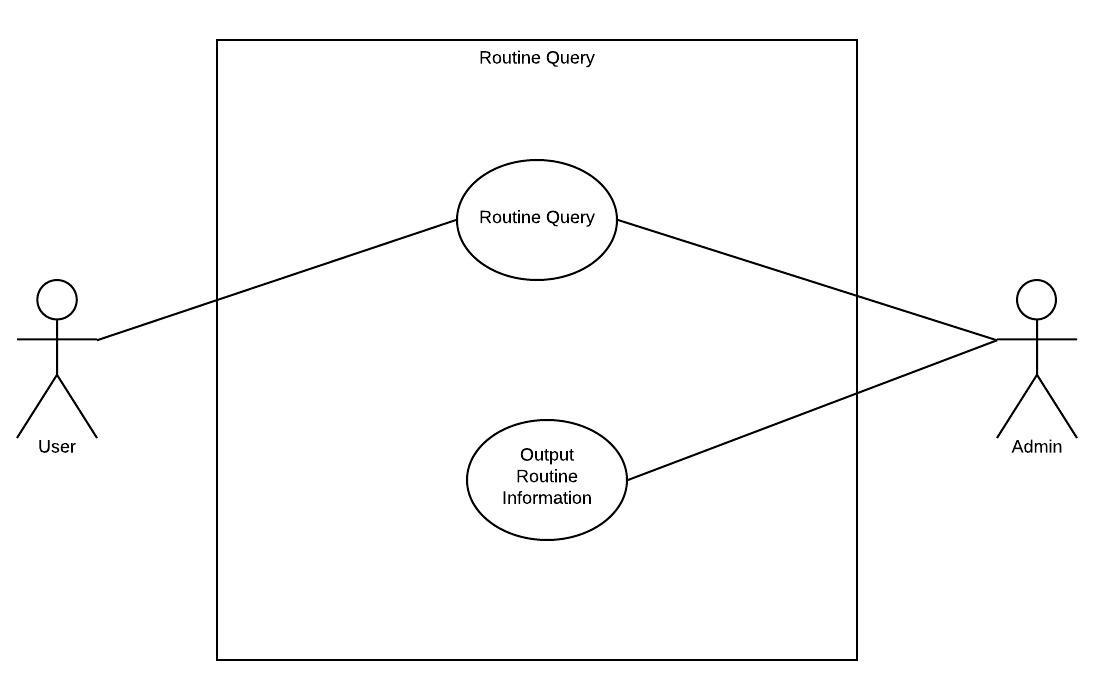 Routine Query
Routine Query
User
Admin
Output
Routine
Information